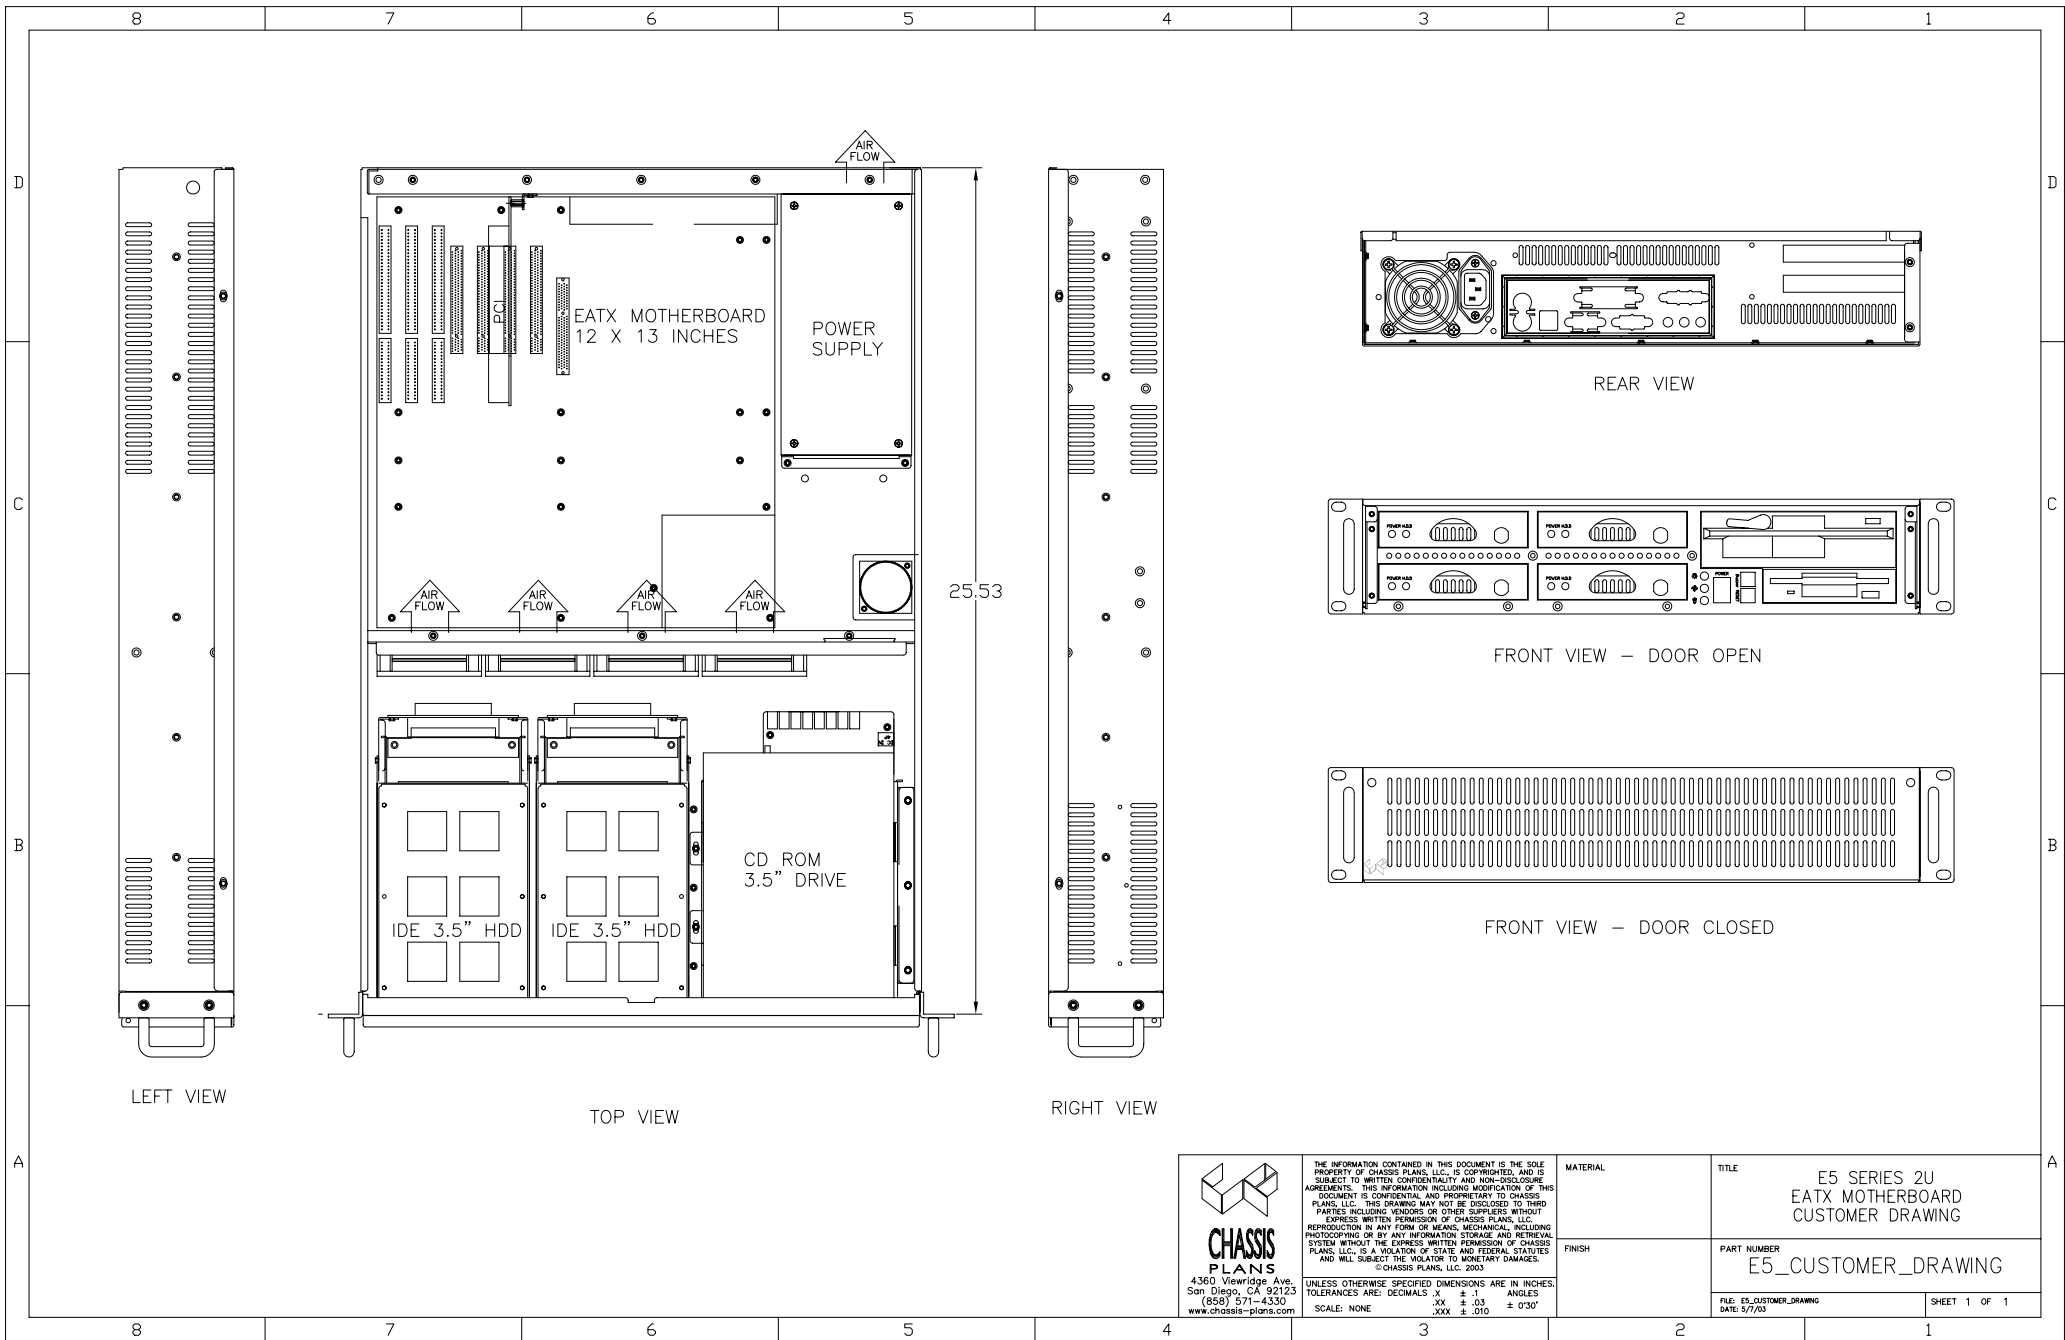 8 7 6 5 4 3 2 1
D
D
C
C
B
B
A
A
AIR
FLOW
PCI
EATX MOTHERBOARD
12 X 13 INCHES
POWER
SUPPLY
AIR
FLOW
AIR
FLOW
AIR
FLOW
AIR
FLOW
25.53
IDE 3.5" HDD
IDE 3.5" HDD
CD ROM
3.5" DRIVE
LEFT VIEW
TOP VIEW
RIGHT VIEW
REAR VIEW
POWER H.D.D
POWER H.D.D
POWER H.D.D
POWER H.D.D
POWER
RESET
FRONT VIEW – DOOR OPEN
FRONT VIEW – DOOR CLOSED
CHASSIS
PLANS
4360 Viewridge Ave.
San Diego, CA 92123
(858) 571-4330
www.chassis-plans.com
THE INFORMATION CONTAINED IN THIS DOCUMENT IS THE SOLE
PROPERTY OF CHASSIS PLANS, LLC., IS COPYRIGHTED, AND IS
SUBJECT TO WRITTEN CONFIDENTIALITY AND NON-DISCLOSURE
AGREEMENTS. THIS INFORMATION INCLUDING MODIFICATION OF THIS
DOCUMENT IS CONFIDENTIAL AND PROPRIETARY TO CHASSIS
PLANS, LLC. THIS DRAWING MAY NOT BE DISCLOSED TO THIRD
PARTIES INCLUDING VENDORS OR OTHER SUPPLIERS WITHOUT
EXPRESS WRITTEN PERMISSION OF CHASSIS PLANS, LLC.
REPRODUCTION IN ANY FORM OR MEANS, MECHANICAL, INCLUDING
PHOTOCOPYING OR BY ANY INFORMATION STORAGE AND RETRIEVAL
SYSTEM WITHOUT THE EXPRESS WRITTEN PERMISSION OF CHASSIS
PLANS, LLC., IS A VIOLATION OF STATE AND FEDERAL STATUTES
AND WILL SUBJECT THE VIOLATOR TO MONETARY DAMAGES.
© CHASSIS PLANS, LLC. 2003
UNLESS OTHERWISE SPECIFIED DIMENSIONS ARE IN INCHES.
TOLERANCES ARE: DECIMALS .X ± .1 ANGLES
.XX ± .03 ± 0°30'
SCALE: NONE .XXX ± .010
MATERIAL
FINISH
TITLE
E5 SERIES 2U
EATX MOTHERBOARD
CUSTOMER DRAWING
PART NUMBER
E5_CUSTOMER_DRAWING
FILE: E5_CUSTOMER_DRAWING
DATE: 5/7/03
SHEET 1 OF 1
8 7 6 5 4 3 2 1